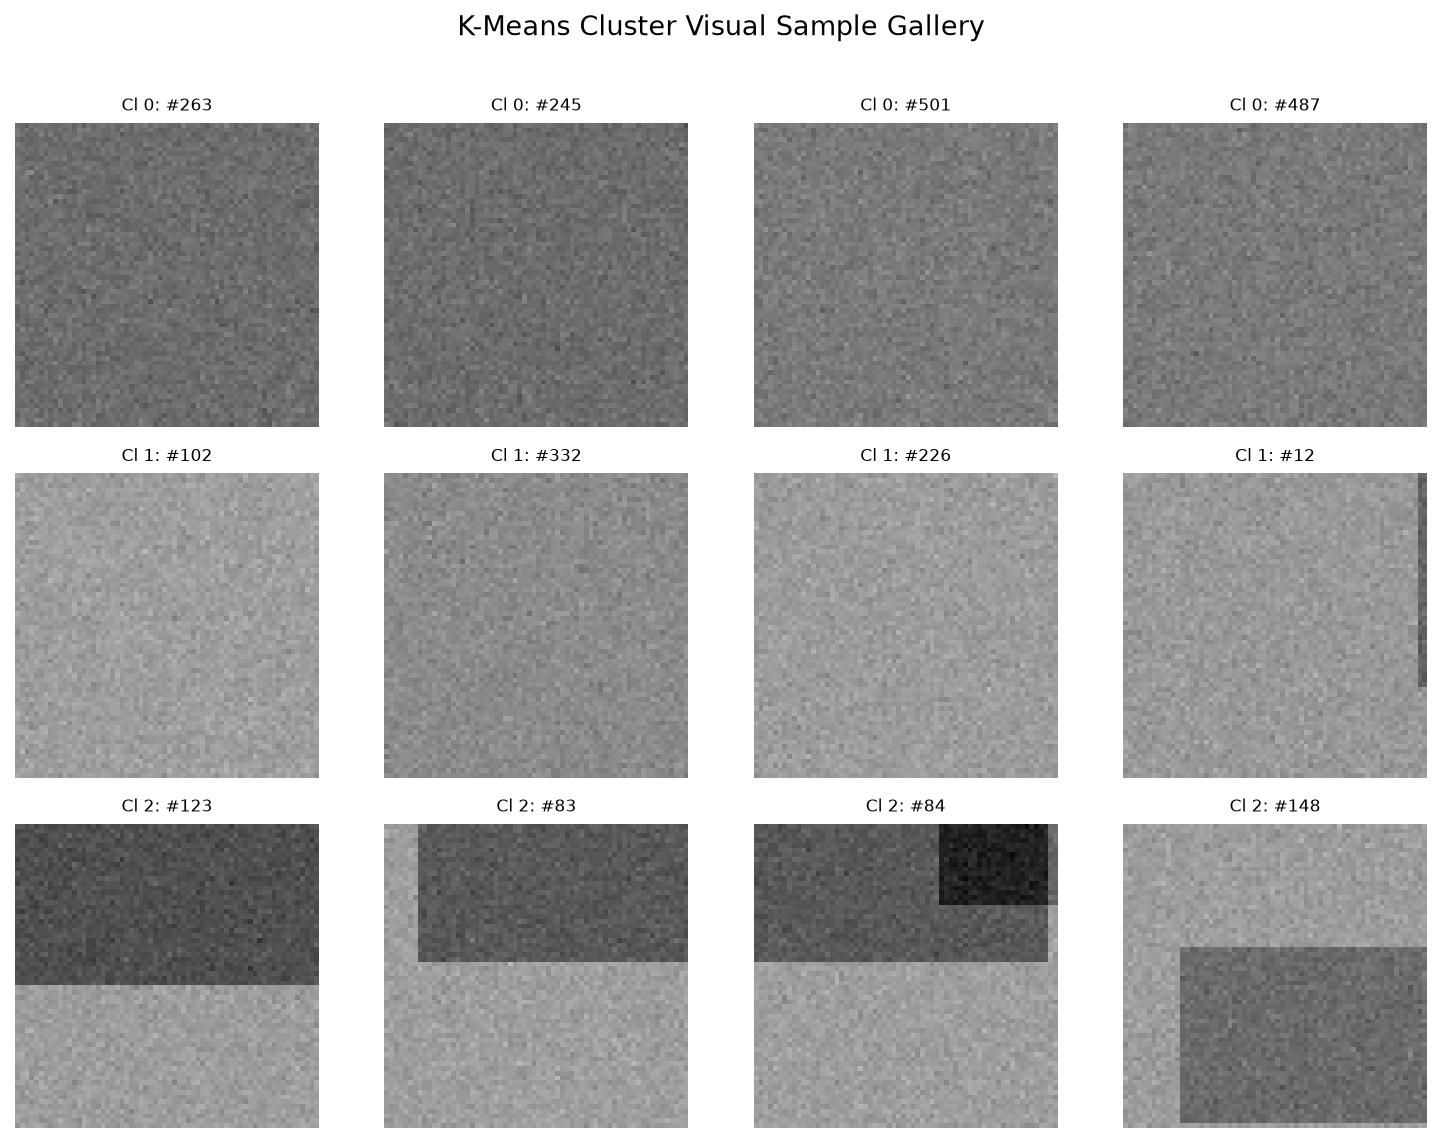 K-Means Cluster Visual Sample Gallery
Cl 0: #263
Cl 0: #245
Cl 0: #501
Cl 0: #487
Cl 1: #102
Cl 1: #332
Cl 1: #226
Cl 1: #12
Cl 2: #123
Cl 2: #83
Cl 2: #84
Cl 2: #148